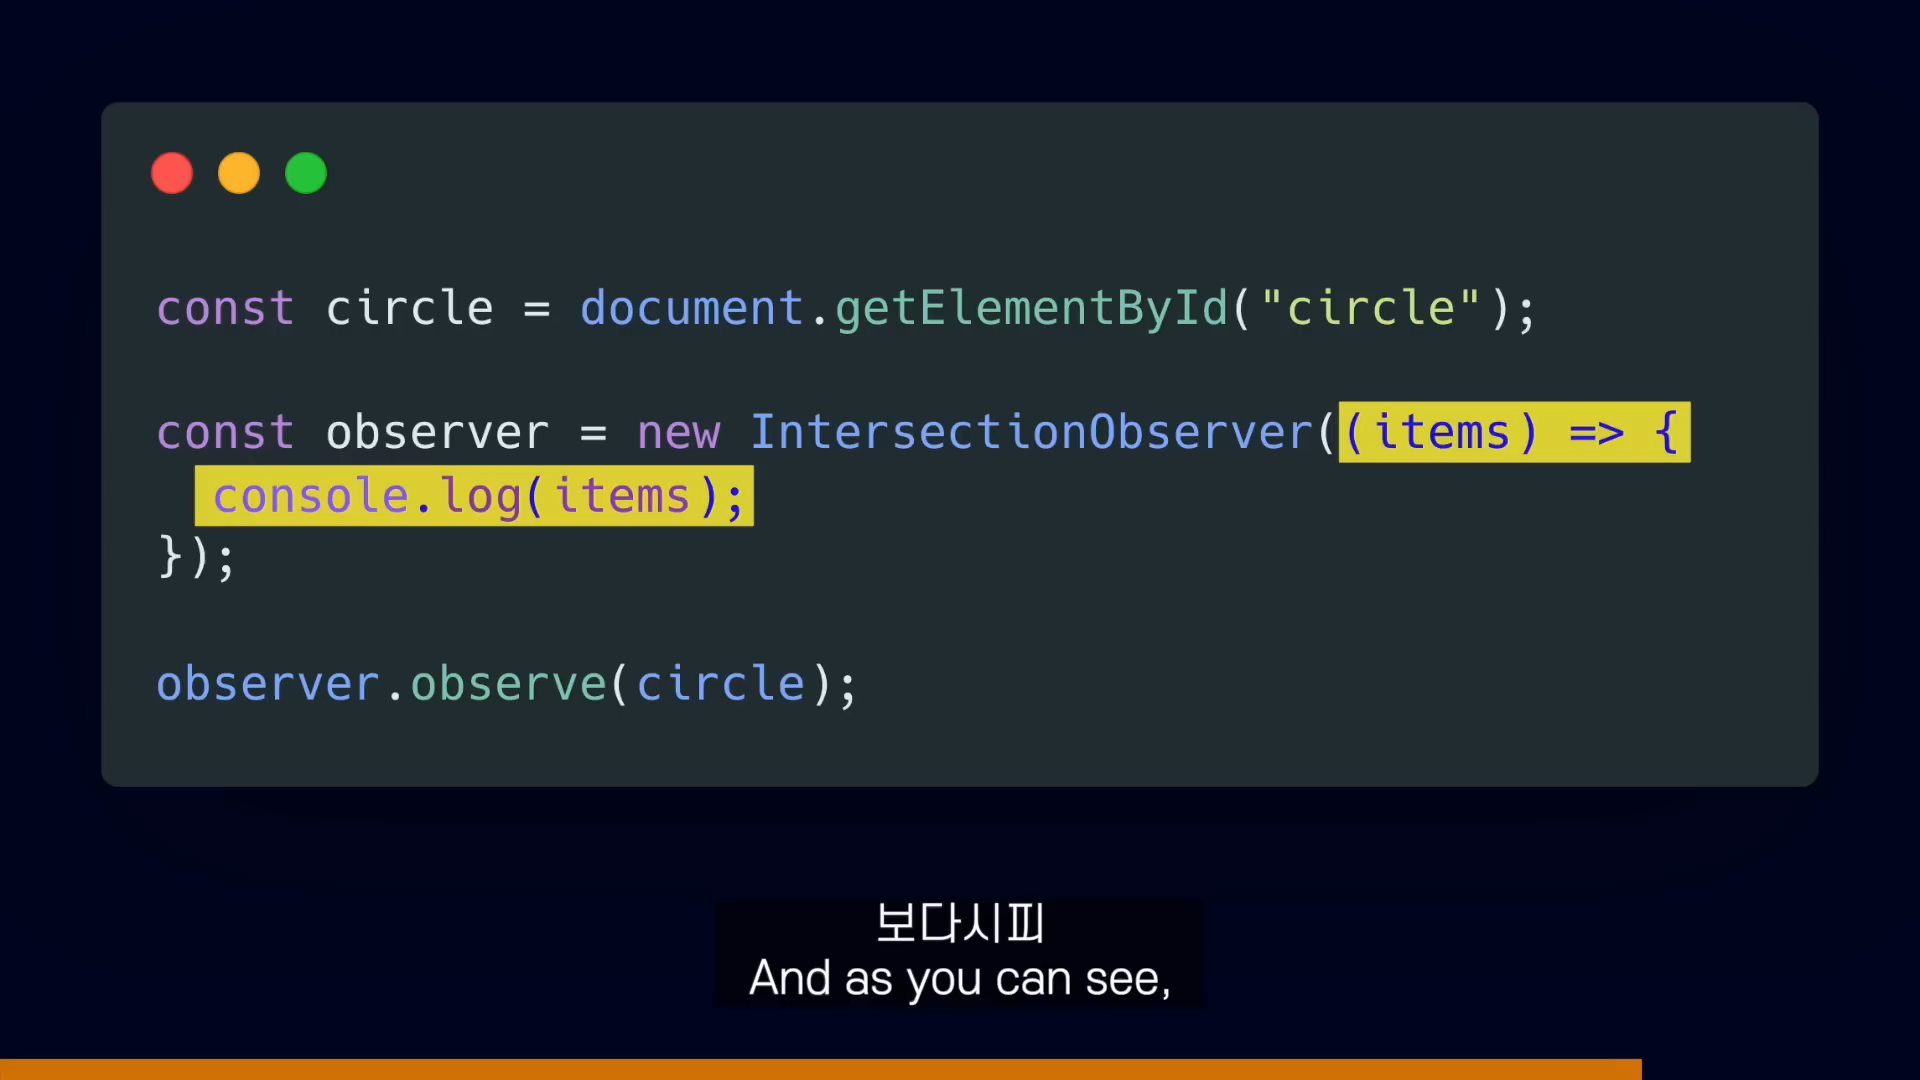 const circle = document.getElementById("circle");
const observer = new IntersectionObserver((items) => {
console.log(items);
});
observer.observe(circle);
보다시피
And as you can see,